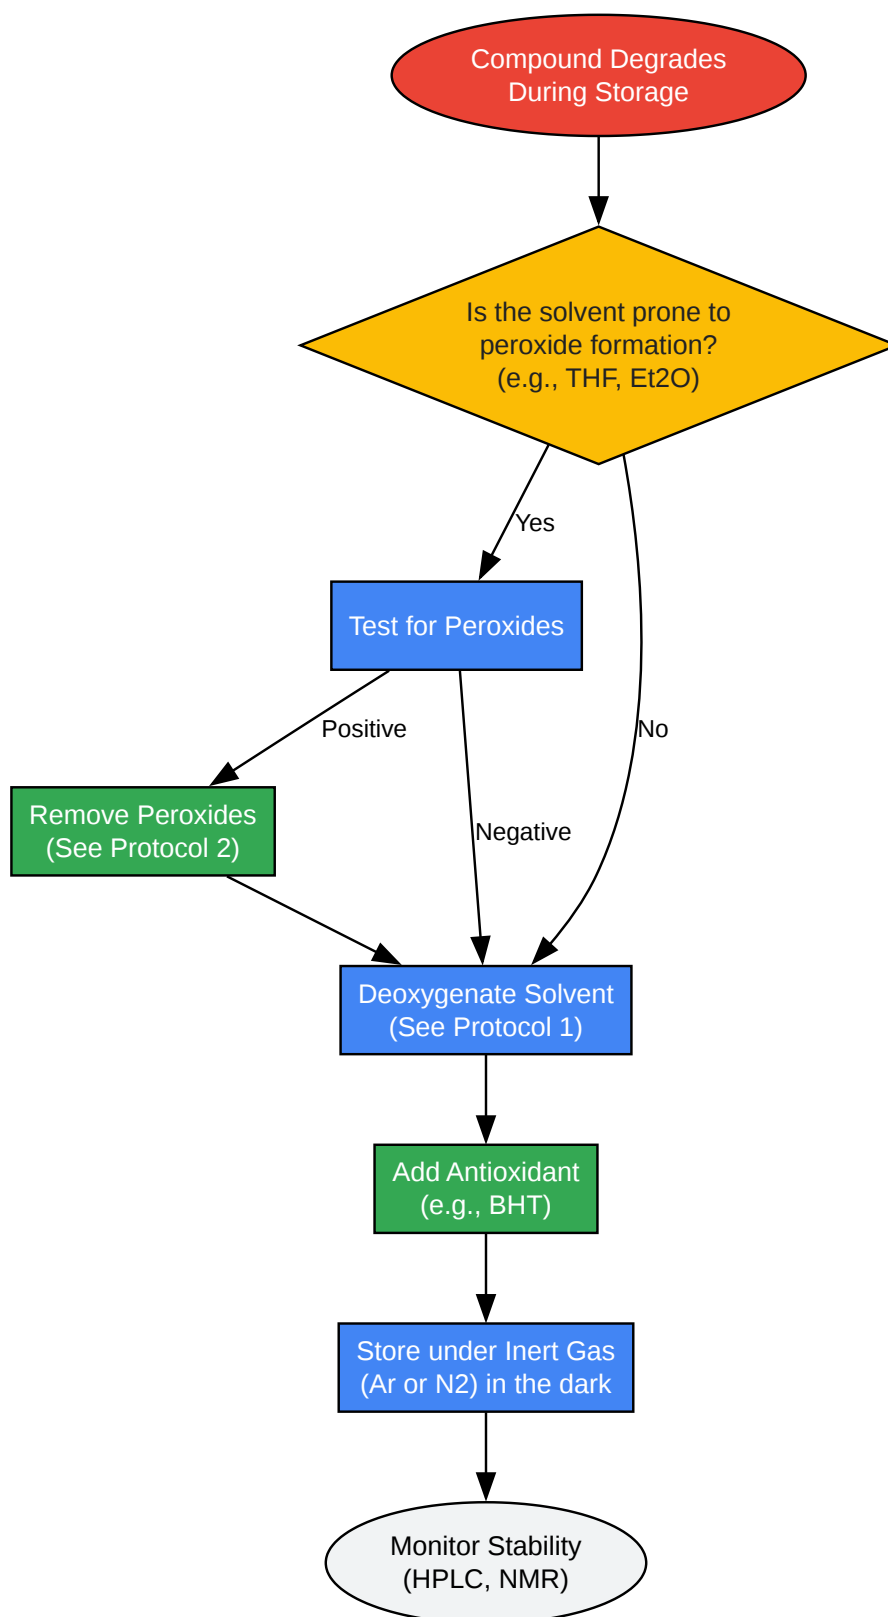 Compound Degrades
During Storage
Is the solvent prone to
peroxide formation?
(e.g., THF, Et2O)
Yes
Test for Peroxides
Positive
No
Remove Peroxides
(See Protocol 2)
Negative
Deoxygenate Solvent
(See Protocol 1)
Add Antioxidant
(e.g., BHT)
Store under Inert Gas
(Ar or N2) in the dark
Monitor Stability
(HPLC, NMR)